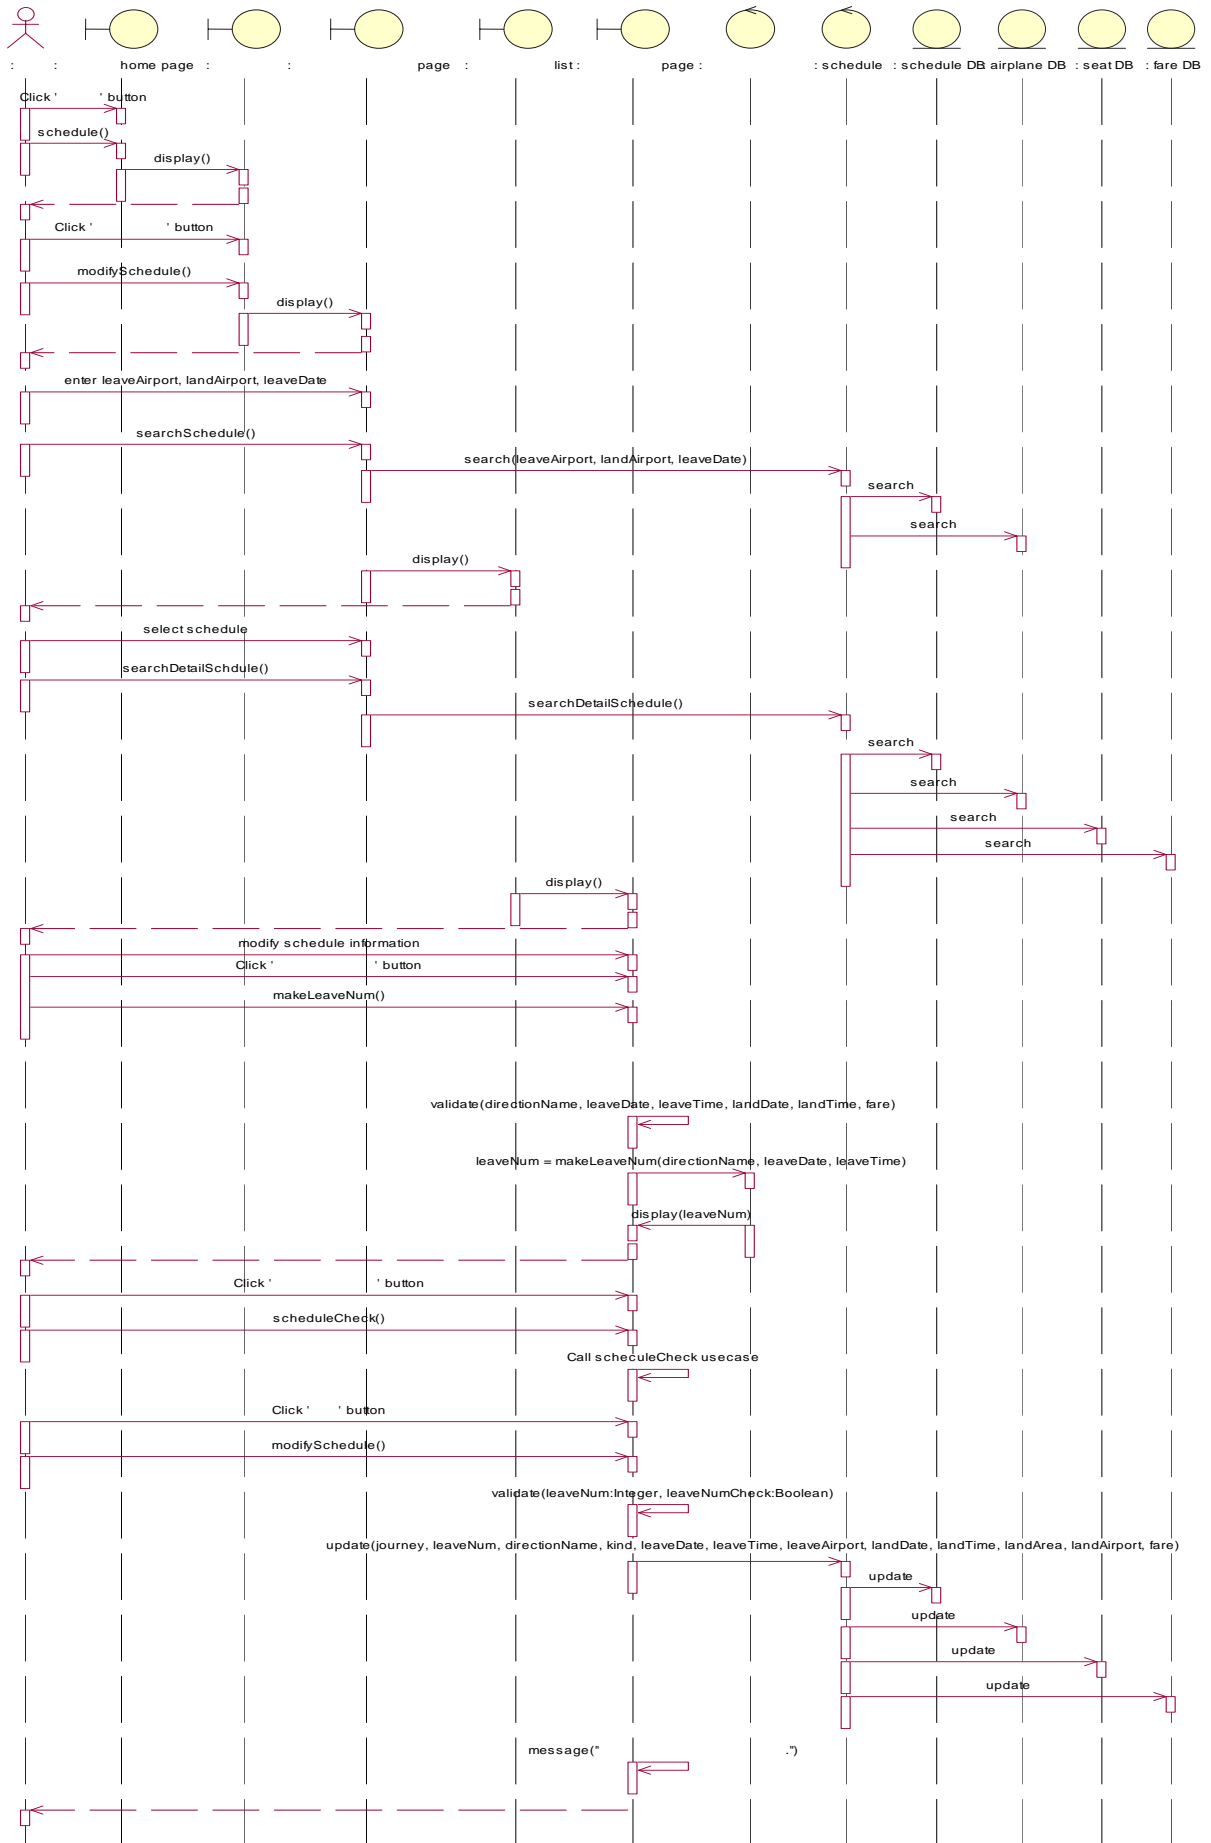 : : home page : : page : list : page : : schedule : schedule DB : airplane DB : seat DB : fare DB
Click ' ' button
schedule()
display()
Click ' ' button
modifySchedule()
display()
enter leaveAirport, landAirport, leaveDate
searchSchedule()
search(leaveAirport, landAirport, leaveDate)
search
search
display()
select schedule
searchDetailSchdule()
searchDetailSchedule()
search
search
search
search
display()
modify schedule information
Click ' ' button
makeLeaveNum()
validate(directionName, leaveDate, leaveTime, landDate, landTime, fare)
leaveNum = makeLeaveNum(directionName, leaveDate, leaveTime)
display(leaveNum)
Click ' ' button
scheduleCheck()
Call scheculeCheck usecase
Click ' ' button
modifySchedule()
validate(leaveNum:Integer, leaveNumCheck:Boolean)
update(journey, leaveNum, directionName, kind, leaveDate, leaveTime, leaveAirport, landDate, landTime, landArea, landAirport, fare)
update
update
update
update
message(" .")